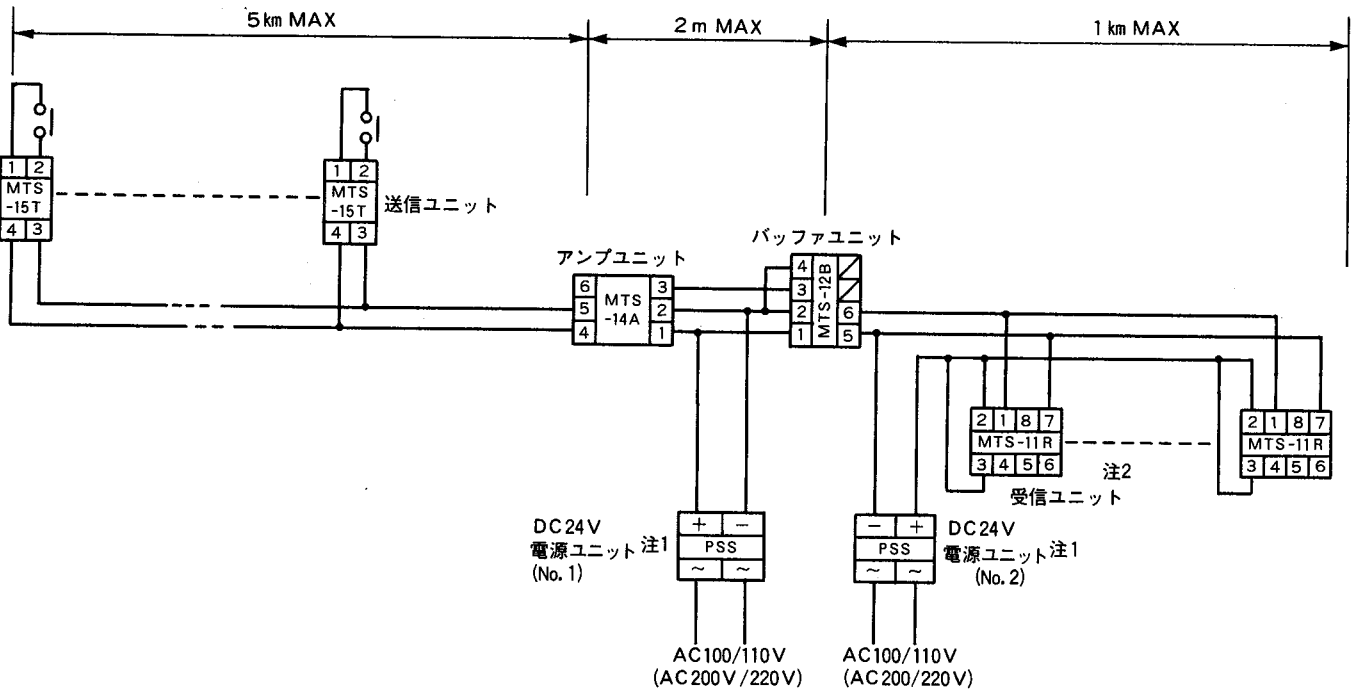 5km MAX
2m MAX
1km MAX
1 2
MTS
-15T
4 3
1 2
MTS
-15T
4 3
送信ユニット
アンプユニット
6 3
5 MTS 2
4 -14A 1
バッファユニット
4
3
2 6
1 5
MTS-12B
2 1 8 7
MTS-11R
3 4 5 6
注2
受信ユニット
2 1 8 7
MTS-11R
3 4 5 6
DC24V
電源ユニット注1
(No.1)
+ −
PSS
~ ~
− +
PSS
~ ~
DC24V
電源ユニット注1
(No.2)
AC100/110V
(AC200V/220V)
AC100/110V
(AC200/220V)